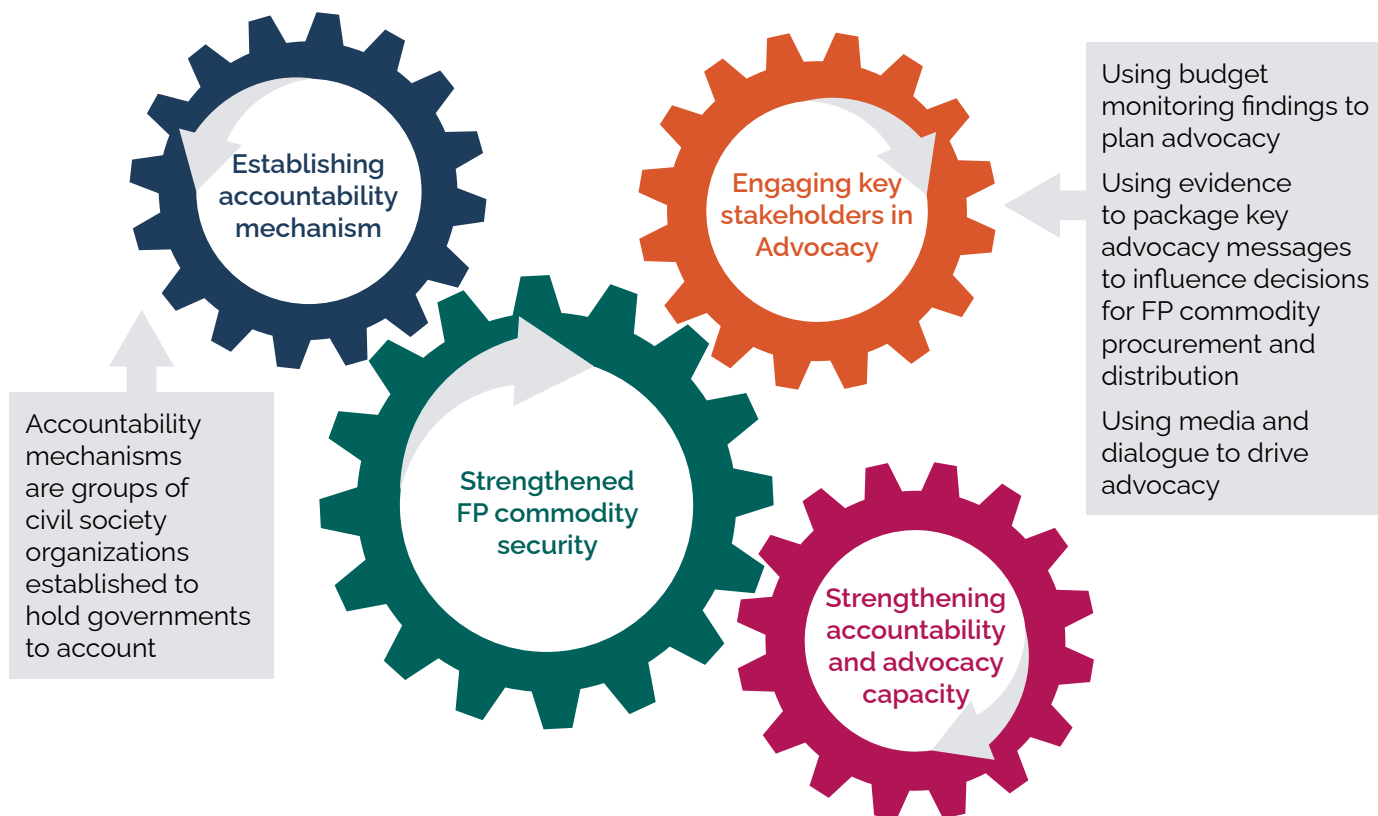 Establishing
accountability
mechanism
Engaging key
stakeholders in
Advocacy
Using budget
monitoring findings to
plan advocacy
Using evidence
to package key
advocacy messages
to influence decisions
for FP commodity
procurement and
distribution
Using media and
dialogue to drive
advocacy
Accountability
mechanisms
are groups of
civil society
organizations
established to
hold governments
to account
Strengthened
FP commodity
security
Strengthening
accountability
and advocacy
capacity